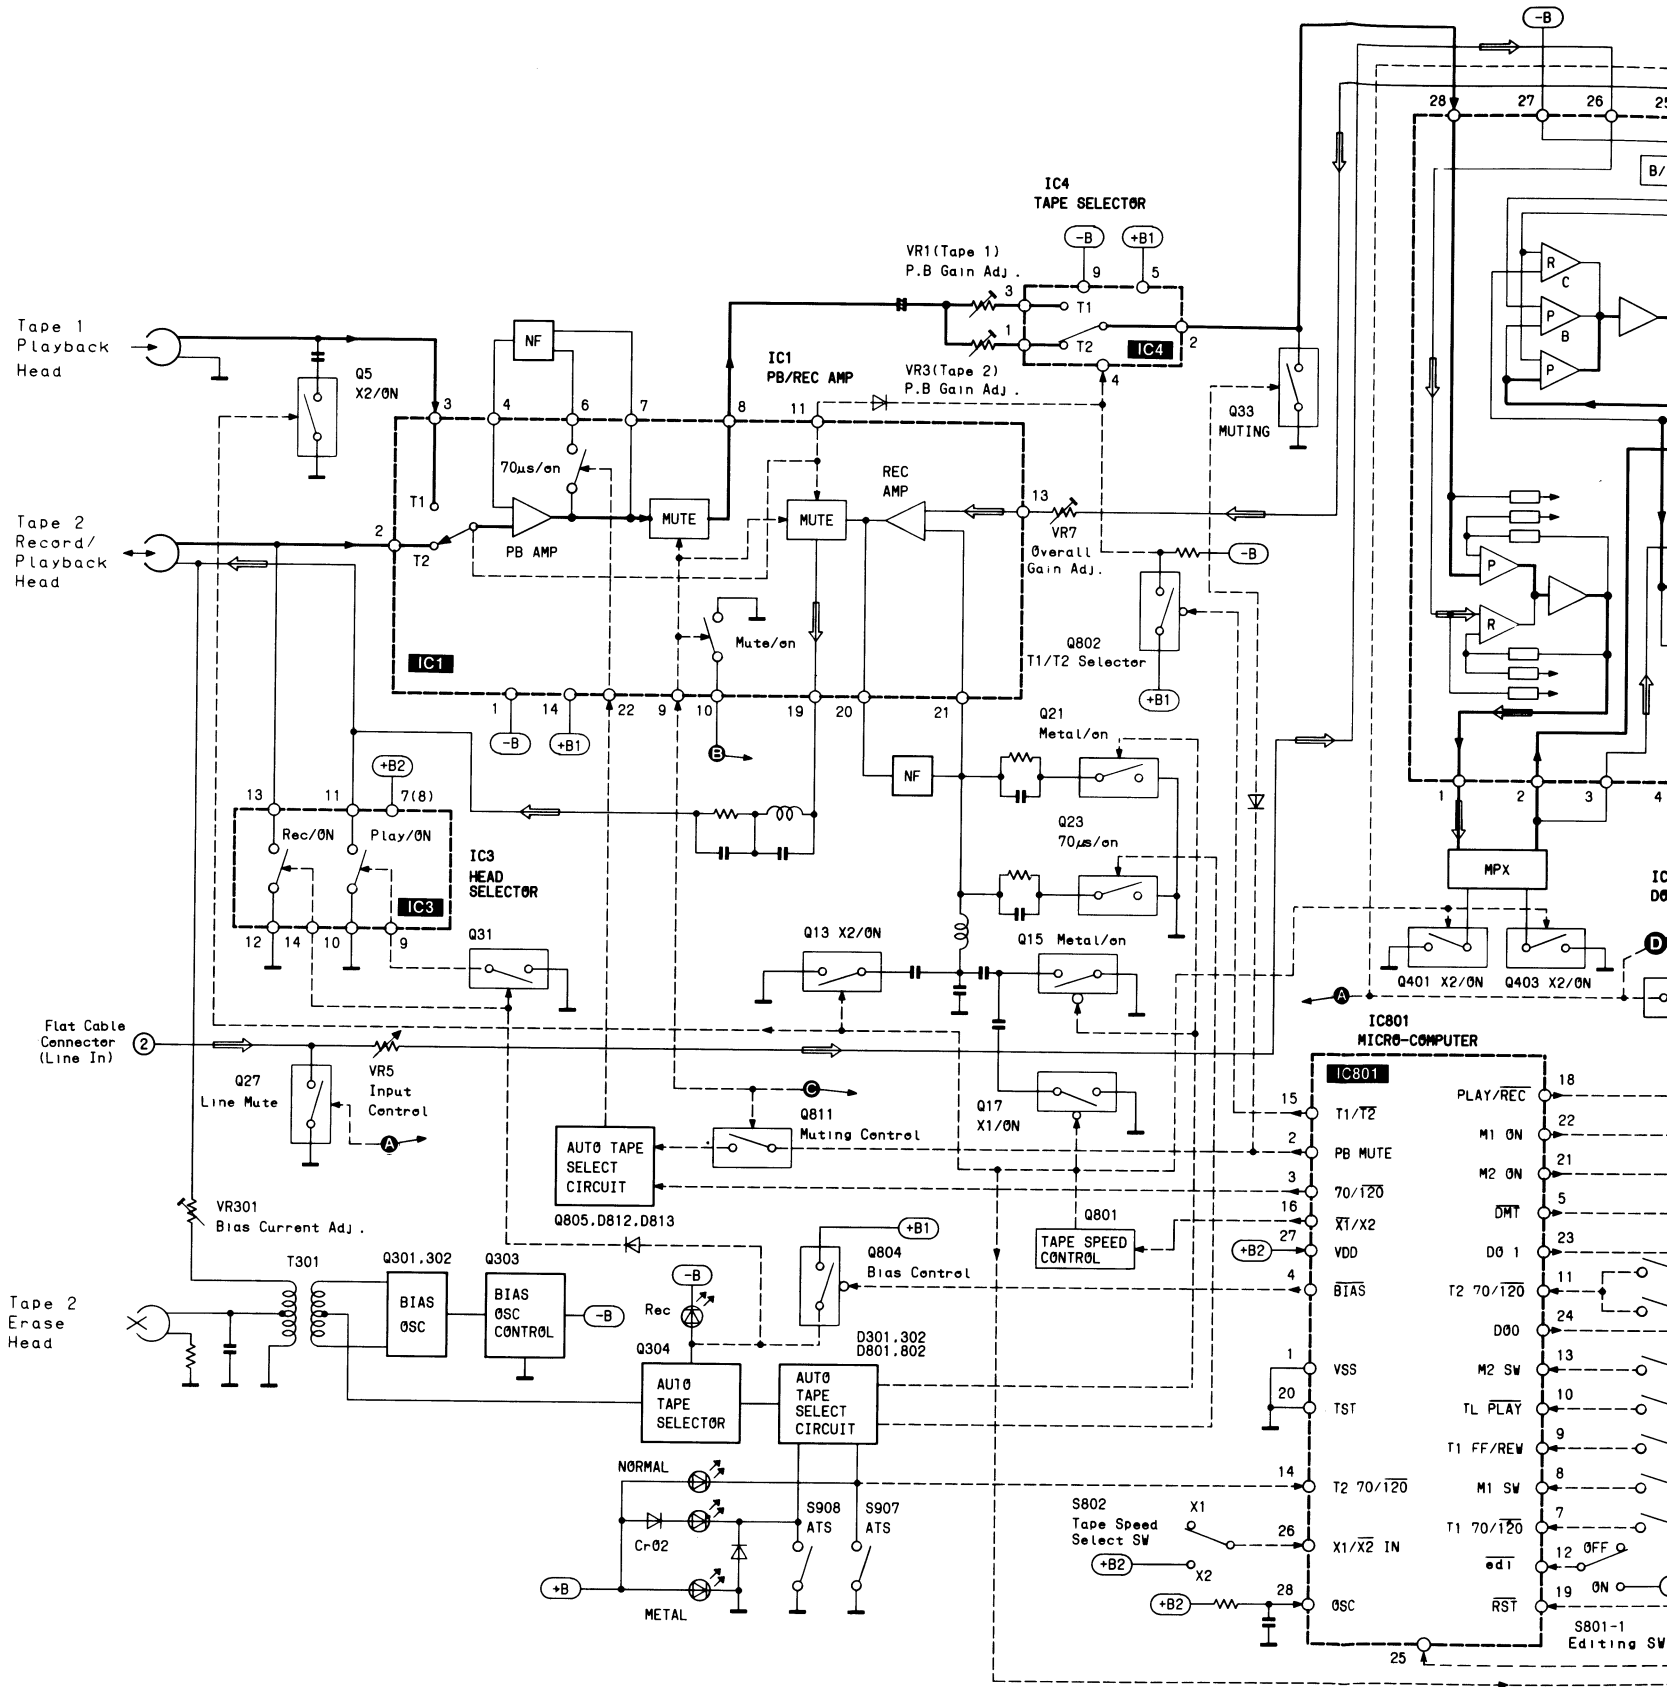 -B
28
27
26
B/
IC4
TAPE SELECTOR
-B
+B1
VR1(Tape 1)
P.B Gain Adj.
9
5
3
T1
1
T2
IC4
2
4
R
C
P
B
P
Tape 1
Playback
Head
NF
Q5
X2/ON
IC1
PB/REC AMP
VR3(Tape 2)
P.B Gain Adj.
Q33
MUTING
3
4
6
7
8
11
70µs/on
T1
REC
AMP
13
MUTE
MUTE
PB AMP
VR7
Overall
Gain Adj.
-B
Tape 2
Record/
Playback
Head
2
T2
P
R
Mute/on
Q802
T1/T2 Selector
+B1
IC1
1
14
22
9
10
19
20
21
-B
+B1
B
Q21
Metal/on
NF
Q23
70µs/on
1
2
3
4
+B2
13
11
7(8)
Rec/ON
Play/ON
IC3
HEAD
SELECTOR
IC3
12
14
10
9
Q31
Q13 X2/ON
Q15 Metal/on
MPX
IC
DO
D
Q401 X2/ON
Q403 X2/ON
A
Flat Cable
Connector
(Line In)
2
Q27
Line Mute
VR5
Input
Control
A
C
Q811
Muting Control
Q17
X1/ON
AUTO TAPE
SELECT
CIRCUIT
Q805,D812,D813
IC801
MICRO-COMPUTER
IC801
15
T1/T2
2
PB MUTE
3
70/120
16
X1/X2
27
+B2
VDD
4
BIAS
1
VSS
20
TST
14
T2 70/120
26
X1/X2 IN
28
OSC
25
PLAY/REC
18
M1 ON
22
M2 ON
21
DMT
5
DO 1
23
T2 70/120
11
DOO
24
M2 SW
13
TL PLAY
10
T1 FF/REW
9
M1 SW
8
T1 70/120
7
edi
12
RST
19
OFF
ON
S801-1
Editing SW
Q801
TAPE SPEED
CONTROL
VR301
Bias Current Adj.
+B1
Q804
Bias Control
T301
Q301,302
Q303
BIAS
OSC
BIAS
OSC
CONTROL
-B
-B
Rec
Tape 2
Erase
Head
Q304
AUTO
TAPE
SELECTOR
D301,302
D801,802
AUTO
TAPE
SELECT
CIRCUIT
NORMAL
CrO2
METAL
+B
S908
ATS
S907
ATS
S802
Tape Speed
Select SW
X1
X2
+B2
+B2